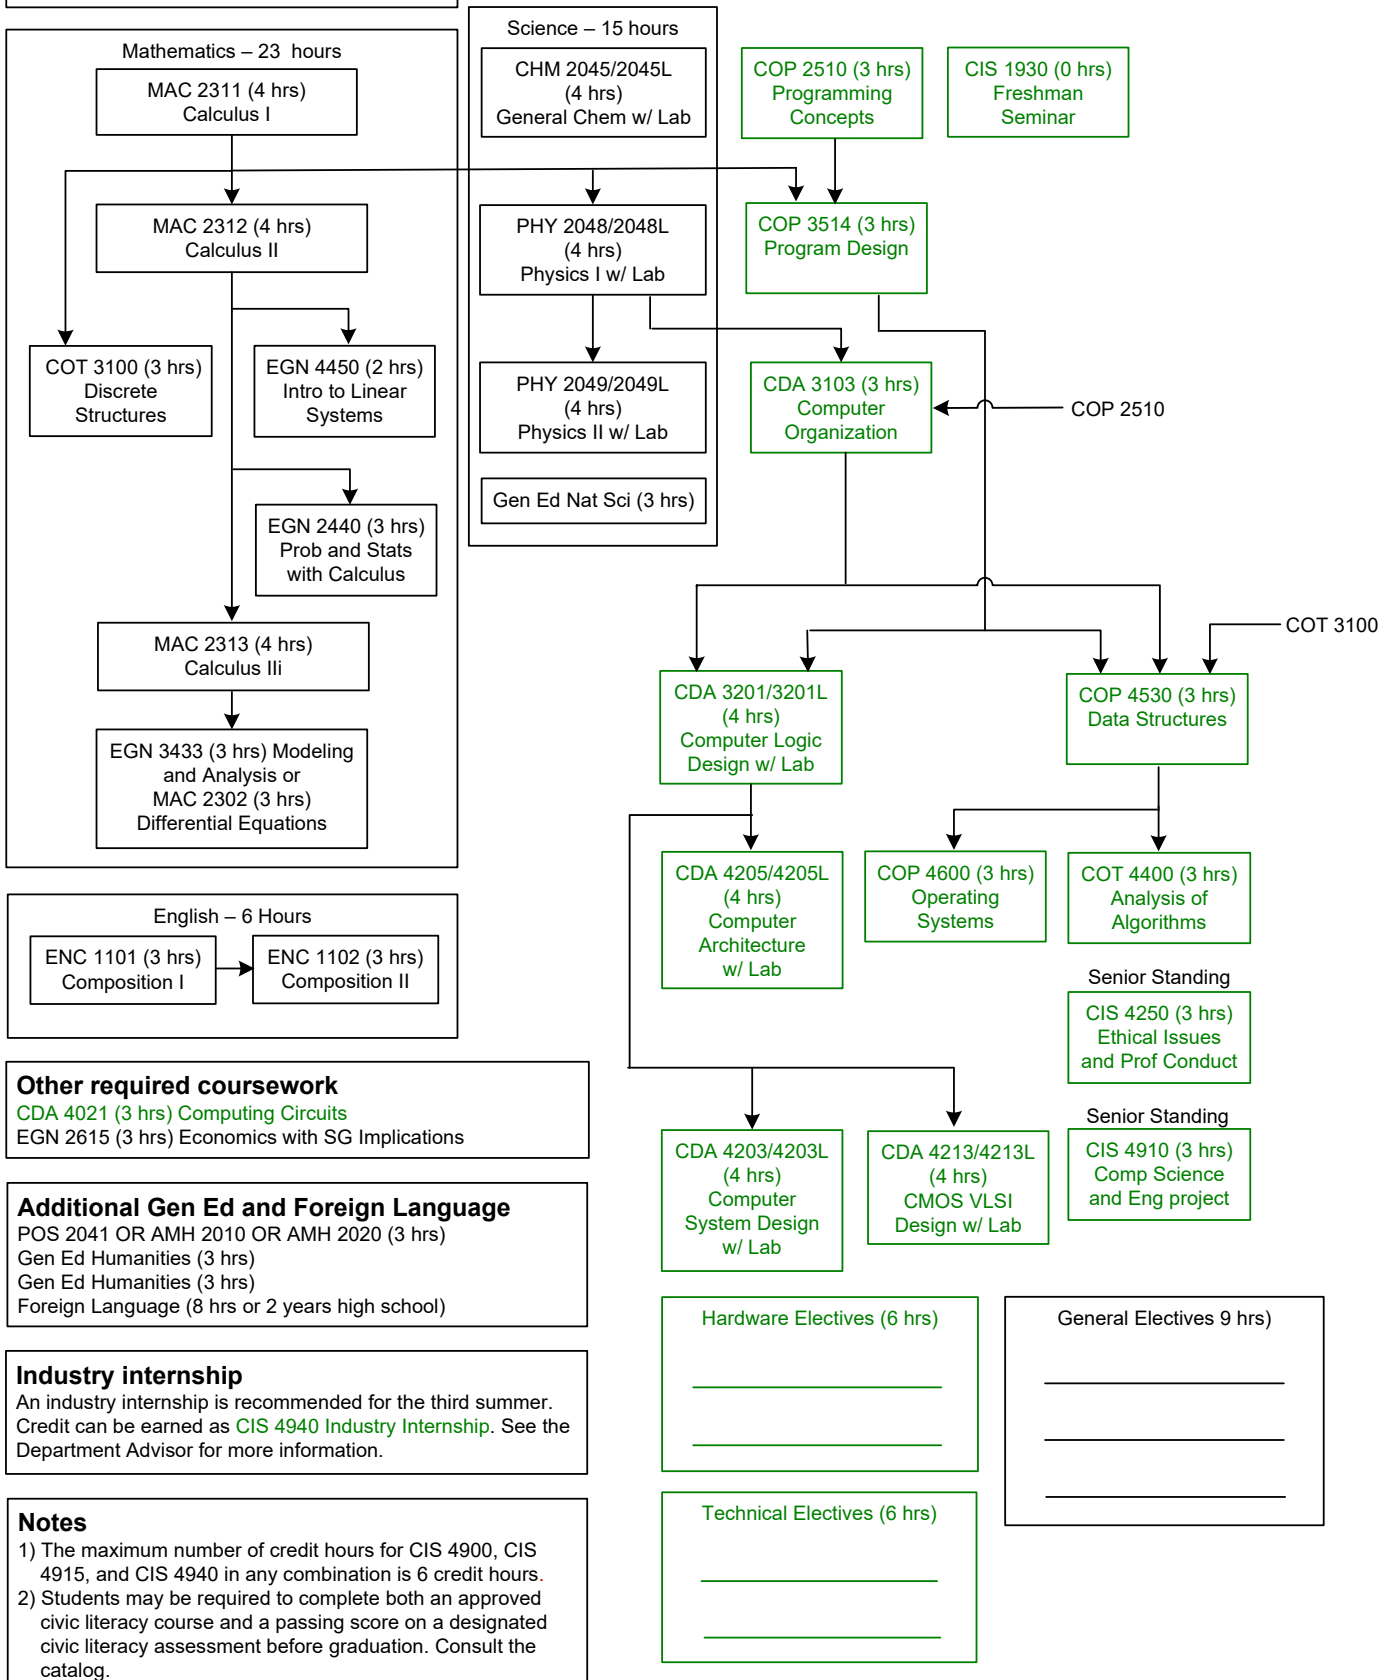 Mathematics – 23 hours
MAC 2311 (4 hrs)
Calculus I
MAC 2312 (4 hrs)
Calculus II
COT 3100 (3 hrs)
Discrete
Structures
EGN 4450 (2 hrs)
Intro to Linear
Systems
EGN 2440 (3 hrs)
Prob and Stats
with Calculus
MAC 2313 (4 hrs)
Calculus IIi
EGN 3433 (3 hrs) Modeling
and Analysis or
MAC 2302 (3 hrs)
Differential Equations
Science – 15 hours
CHM 2045/2045L
(4 hrs)
General Chem w/ Lab
PHY 2048/2048L
(4 hrs)
Physics I w/ Lab
PHY 2049/2049L
(4 hrs)
Physics II w/ Lab
Gen Ed Nat Sci (3 hrs)
COP 2510 (3 hrs)
Programming
Concepts
CIS 1930 (0 hrs)
Freshman
Seminar
COP 3514 (3 hrs)
Program Design
CDA 3103 (3 hrs)
Computer
Organization
COP 2510
COT 3100
CDA 3201/3201L
(4 hrs)
Computer Logic
Design w/ Lab
COP 4530 (3 hrs)
Data Structures
CDA 4205/4205L
(4 hrs)
Computer
Architecture
w/ Lab
COP 4600 (3 hrs)
Operating
Systems
COT 4400 (3 hrs)
Analysis of
Algorithms
Senior Standing
CIS 4250 (3 hrs)
Ethical Issues
and Prof Conduct
Senior Standing
CIS 4910 (3 hrs)
Comp Science
and Eng project
CDA 4203/4203L
(4 hrs)
Computer
System Design
w/ Lab
CDA 4213/4213L
(4 hrs)
CMOS VLSI
Design w/ Lab
English – 6 Hours
ENC 1101 (3 hrs)
Composition I
ENC 1102 (3 hrs)
Composition II
Other required coursework
CDA 4021 (3 hrs) Computing Circuits
EGN 2615 (3 hrs) Economics with SG Implications
Additional Gen Ed and Foreign Language
POS 2041 OR AMH 2010 OR AMH 2020 (3 hrs)
Gen Ed Humanities (3 hrs)
Gen Ed Humanities (3 hrs)
Foreign Language (8 hrs or 2 years high school)
Industry internship
An industry internship is recommended for the third summer.
Credit can be earned as CIS 4940 Industry Internship. See the
Department Advisor for more information.
Notes
1) The maximum number of credit hours for CIS 4900, CIS
4915, and CIS 4940 in any combination is 6 credit hours.
2) Students may be required to complete both an approved
civic literacy course and a passing score on a designated
civic literacy assessment before graduation. Consult the
catalog.
Hardware Electives (6 hrs)
General Electives 9 hrs)
Technical Electives (6 hrs)